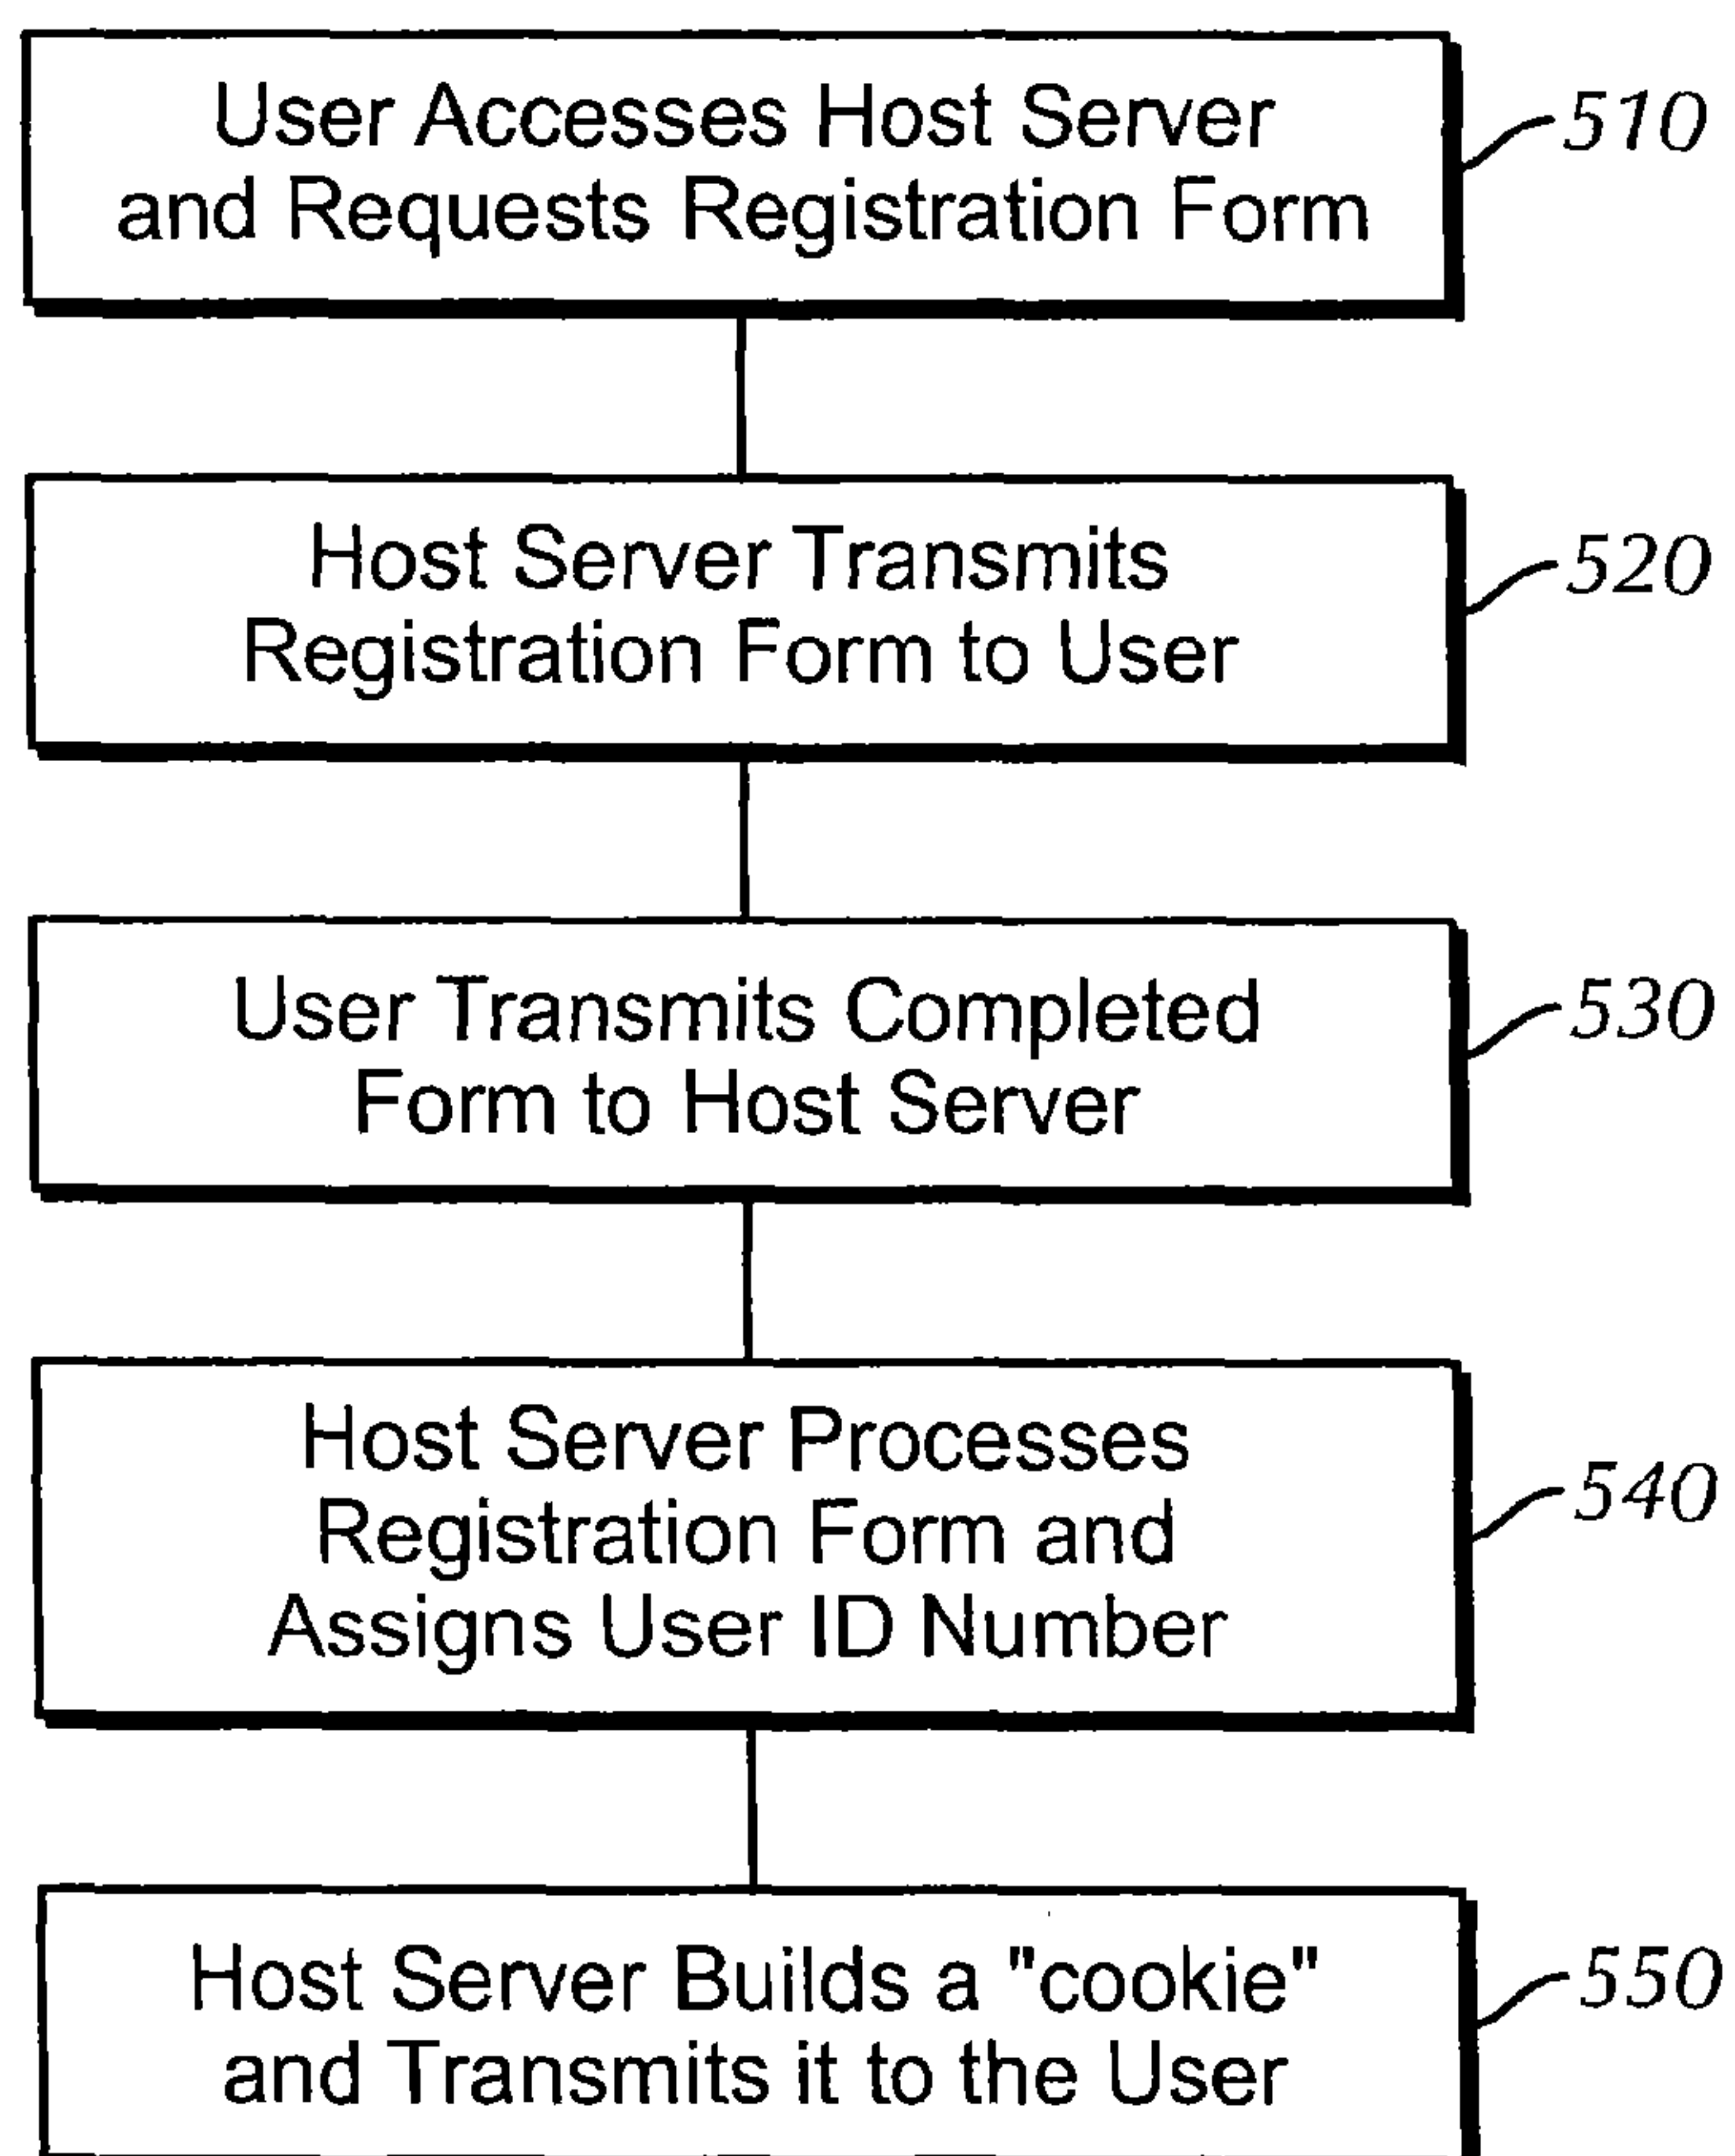 User Accesses Host Server
and Requests Registration Form
510
Host Server Transmits
Registration Form to User
520
User Transmits Completed
Form to Host Server
530
Host Server Processes
Registration Form and
Assigns User ID Number
540
Host Server Builds a "cookie"
and Transmits it to the User
550